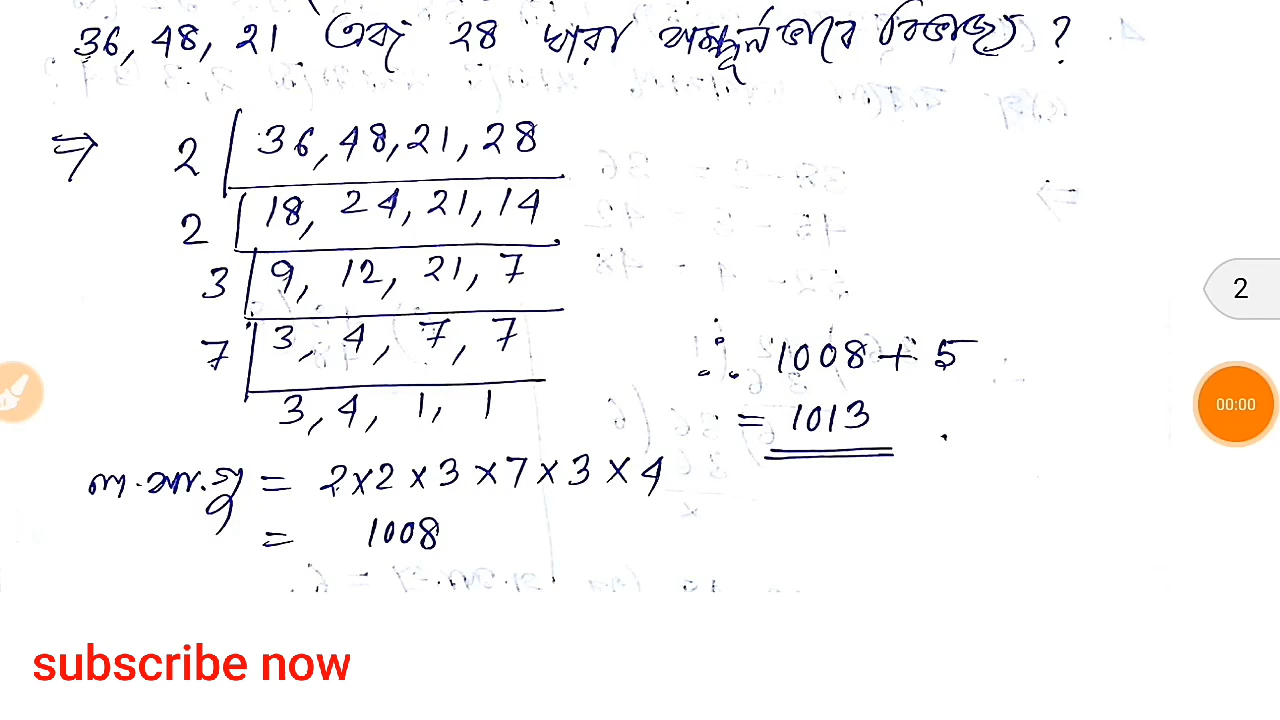 36, 48, 21 এবং 28 দ্বারা সম্পূর্ণভাবে বিভাজ্য ?
⇒ 2 | 36, 48, 21, 28
2 | 18, 24, 21, 14
3 | 9, 12, 21, 7
7 | 3, 4, 7, 7
3, 4, 1, 1
∴ 1008 + 5
= 1013
ল.সা.গু = 2×2×3×7×3×4
= 1008
2
00:00
subscribe now